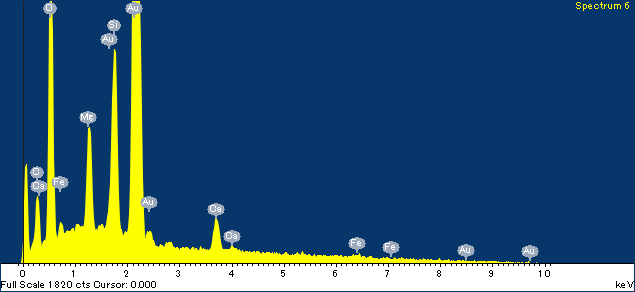 Spectrum 6
O Au
Si
Au
Mg
C
Ca Fe
Au
Ca
Ca
Fe Fe Au Au
0 1 2 3 4 5 6 7 8 9 10
Full Scale 1820 cts Cursor: 0.000 keV